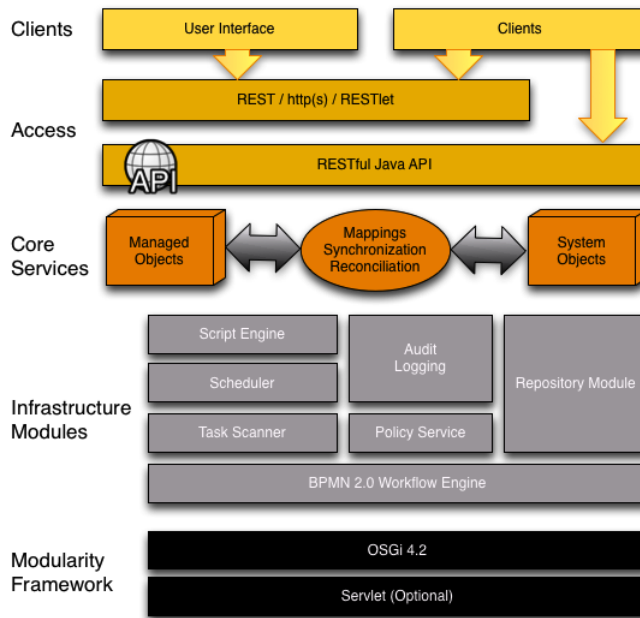 Clients
User Interface
Clients
REST / http(s) / RESTlet
Access
RESTful Java API
API
Core
Services
Managed
Objects
Mappings
Synchronization
Reconciliation
System
Objects
Infrastructure
Modules
Script Engine
Scheduler
Task Scanner
Audit
Logging
Policy Service
Repository Module
BPMN 2.0 Workflow Engine
Modularity
Framework
OSGi 4.2
Servlet (Optional)